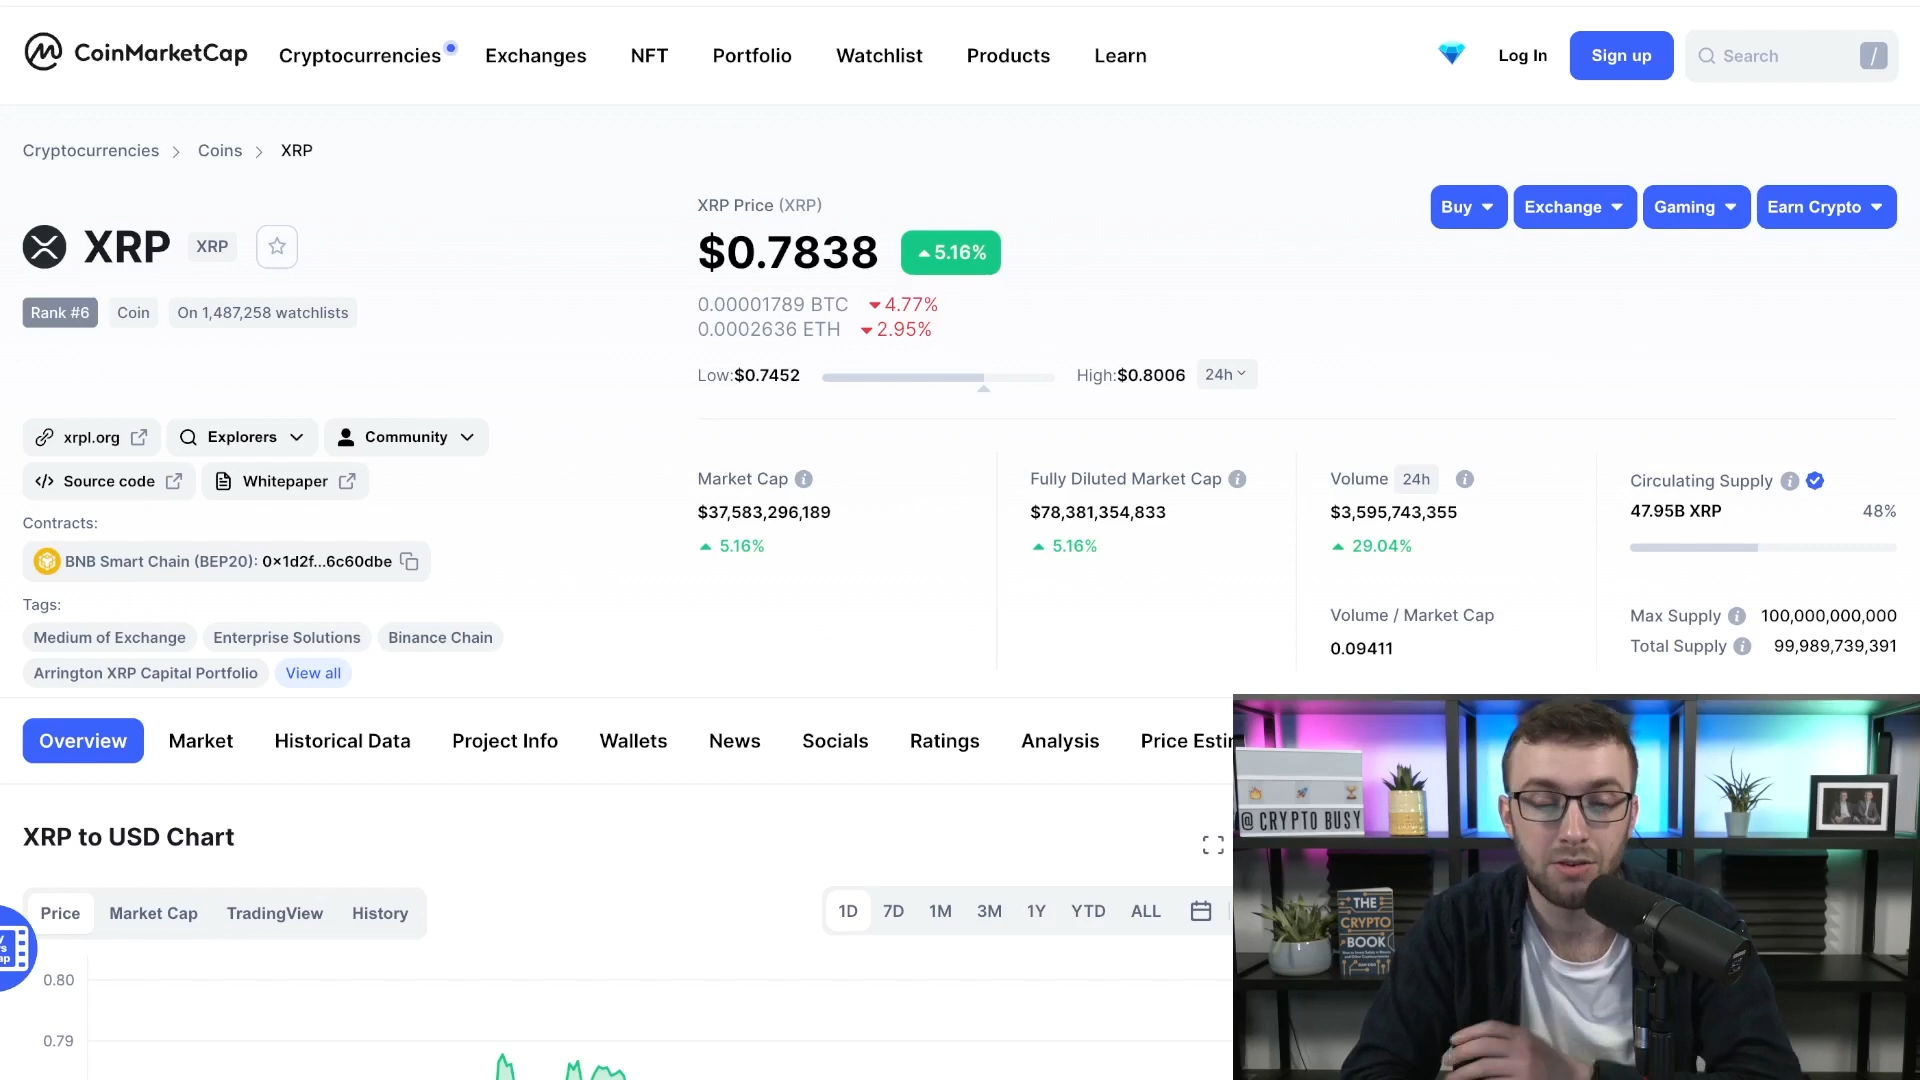 CoinMarketCap
Cryptocurrencies Exchanges NFT Portfolio Watchlist Products Learn
Log In Sign up Search /
Cryptocurrencies > Coins > XRP
XRP XRP
Rank #6 Coin On 1,487,258 watchlists
xrpl.org Explorers Community
Source code Whitepaper
Contracts:
BNB Smart Chain (BEP20): 0x1d2f...6c60dbe
Tags:
Medium of Exchange Enterprise Solutions Binance Chain
Arrington XRP Capital Portfolio View all
XRP Price (XRP)
$0.7838 5.16%
0.00001789 BTC 4.77%
0.0002636 ETH 2.95%
Low:$0.7452 High:$0.8006 24h
Buy Exchange Gaming Earn Crypto
Market Cap
$37,583,296,189
5.16%
Fully Diluted Market Cap
$78,381,354,833
5.16%
Volume 24h
$3,595,743,355
29.04%
Volume / Market Cap
0.09411
Circulating Supply
47.95B XRP 48%
Max Supply 100,000,000,000
Total Supply 99,989,739,391
Overview Market Historical Data Project Info Wallets News Socials Ratings Analysis Price Estir
XRP to USD Chart
Price Market Cap TradingView History
1D 7D 1M 3M 1Y YTD ALL
0.80
0.79
@ CRYPTO BUSY
THE
CRYPTO
BOOK